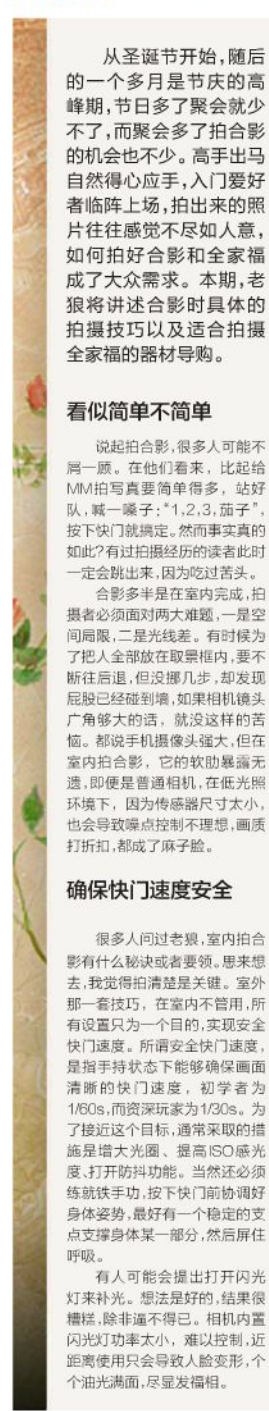 从圣诞节开始,随后
的一个多月是节庆的高
峰期,节日多了聚会就少
不了,而聚会多了拍合影
的机会也不少。高手出马
自然得心应手,入门爱好
者临阵上场,拍出来的照
片往往感觉不尽如人意,
如何拍好合影和全家福
成了大众需求。本期,老
狼将讲述合影时具体的
拍摄技巧以及适合拍摄
全家福的器材导购。
看似简单不简单
说起拍合影,很多人可能不
屑一顾。在他们看来,比起给
MM拍写真要简单得多,站好
队,喊一嗓子:“1,2,3,茄子”,
按下快门就搞定。然而事实真的
如此?有过拍摄经历的读者此时
一定会跳出来,因为吃过苦头。
合影多半是在室内完成,拍
摄者必须面对两大难题,一是空
间局限,二是光线差。有时候为
了把人全部放在取景框内,要不
断往后退,但没挪几步,却发现
屁股已经碰到墙,如果相机镜头
广角够大的话,就没这样的苦
恼。都说手机摄像头强大,但在
室内拍合影,它的软肋暴露无
遗,即便是普通相机,在低光照
环境下,因为传感器尺寸太小,
也会导致噪点控制不理想,画质
打折扣,都成了麻子脸。
确保快门速度安全
很多人问过老狼,室内拍合
影有什么秘诀或者要领。思来想
去,我觉得拍清楚是关键。室外
那一套技巧,在室内不管用,所
有设置只为一个目的,实现安全
快门速度。所谓安全快门速度,
是指手持状态下能够确保画面
清晰的快门速度,初学者为
1/60s,而资深玩家为1/30s。为
了接近这个目标,通常采取的措
施是增大光圈、提高ISO感光
度、打开防抖功能。当然还必须
练就铁手功,按下快门前协调好
身体姿势,最好有一个稳定的支
点支撑身体某一部分,然后屏住
呼吸。
有人可能会提出打开闪光
灯来补光。想法是好的,结果很
糟糕,除非逼不得已。相机内置
闪光灯功率太小,难以控制,近
距离使用只会导致人脸变形,个
个油光满面,尽显发福相。